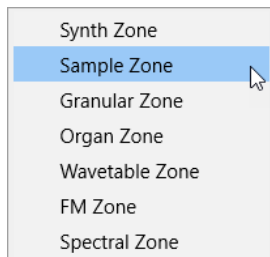 Synth Zone
Sample Zone
Granular Zone
Organ Zone
Wavetable Zone
FM Zone
Spectral Zone